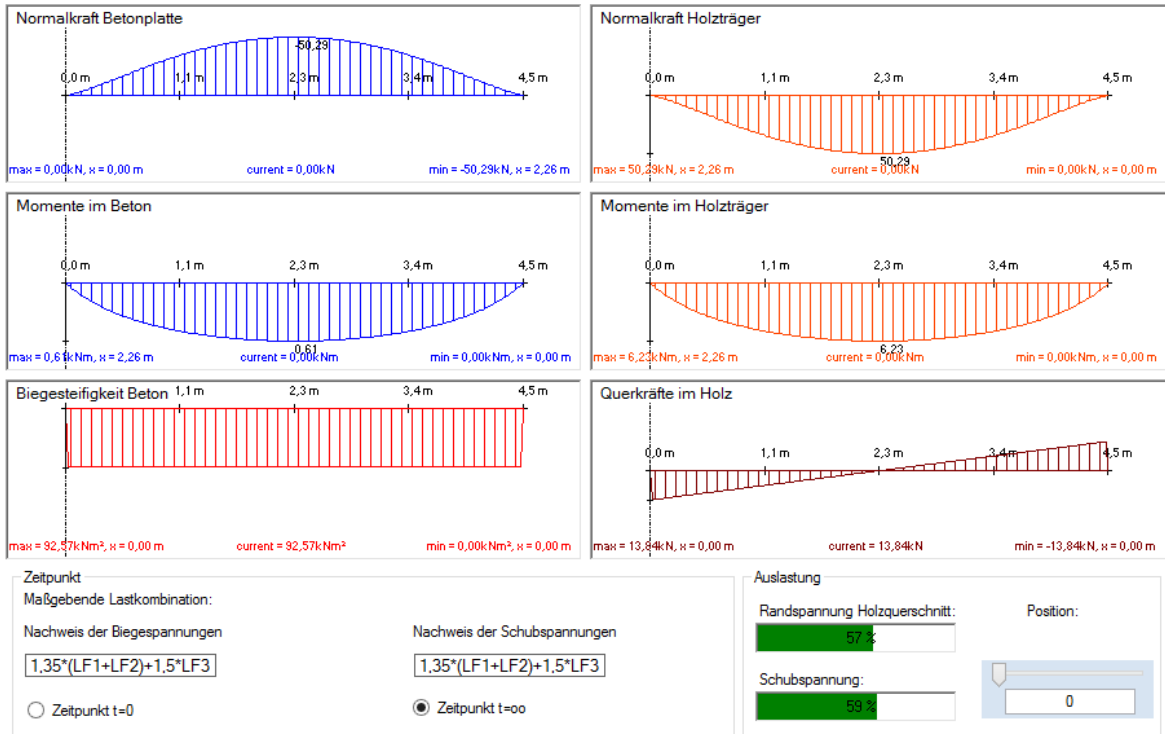 Normalkraft Betonplatte
-50,29
0,0 m 1,1 m 2,3 m 3,4 m 4,5 m
max = 0,00kN, x = 0,00 m current = 0,00kN min = -50,29kN, x = 2,26 m
Normalkraft Holzträger
0,0 m 1,1 m 2,3 m 3,4 m 4,5 m
50,29
max = 50,29kN, x = 2,26 m current = 0,00kN min = 0,00kN, x = 0,00 m
Momente im Beton
0,0 m 1,1 m 2,3 m 3,4 m 4,5 m
0,61
max = 0,61kNm, x = 2,26 m current = 0,00kNm min = 0,00kNm, x = 0,00 m
Momente im Holzträger
0,0 m 1,1 m 2,3 m 3,4 m 4,5 m
6,23
max = 6,23kNm, x = 2,26 m current = 0,00kNm min = 0,00kNm, x = 0,00 m
Biegesteifigkeit Beton 1,1 m 2,3 m 3,4 m 4,5 m
max = 92,57kNm², x = 0,00 m current = 92,57kNm² min = 0,00kNm², x = 0,00 m
Querkräfte im Holz
0,0 m 1,1 m 2,3 m 3,4 m 4,5 m
max = 13,84kN, x = 0,00 m current = 13,84kN min = -13,84kN, x = 0,00 m
Zeitpunkt
Maßgebende Lastkombination:
Nachweis der Biegespannungen Nachweis der Schubspannungen
1,35*(LF1+LF2)+1,5*LF3 1,35*(LF1+LF2)+1,5*LF3
Zeitpunkt t=0 Zeitpunkt t=oo
Auslastung
Randspannung Holzquerschnitt: Position:
57 %
Schubspannung:
59 % 0